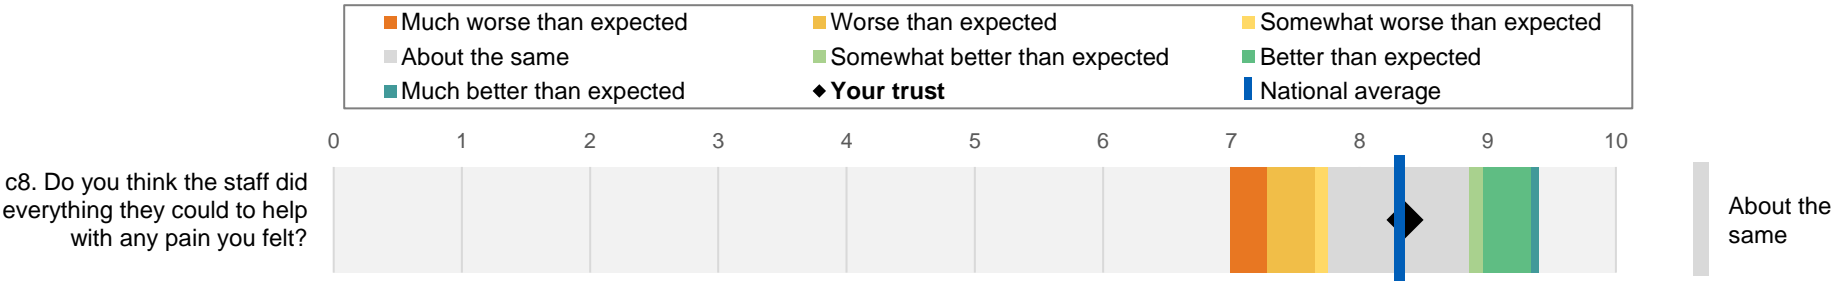 Much worse than expected
Worse than expected
Somewhat worse than expected
About the same
Somewhat better than expected
Better than expected
Much better than expected
Your trust
National average
0 1 2 3 4 5 6 7 8 9 10
c8. Do you think the staff did
everything they could to help
with any pain you felt?
About the
same